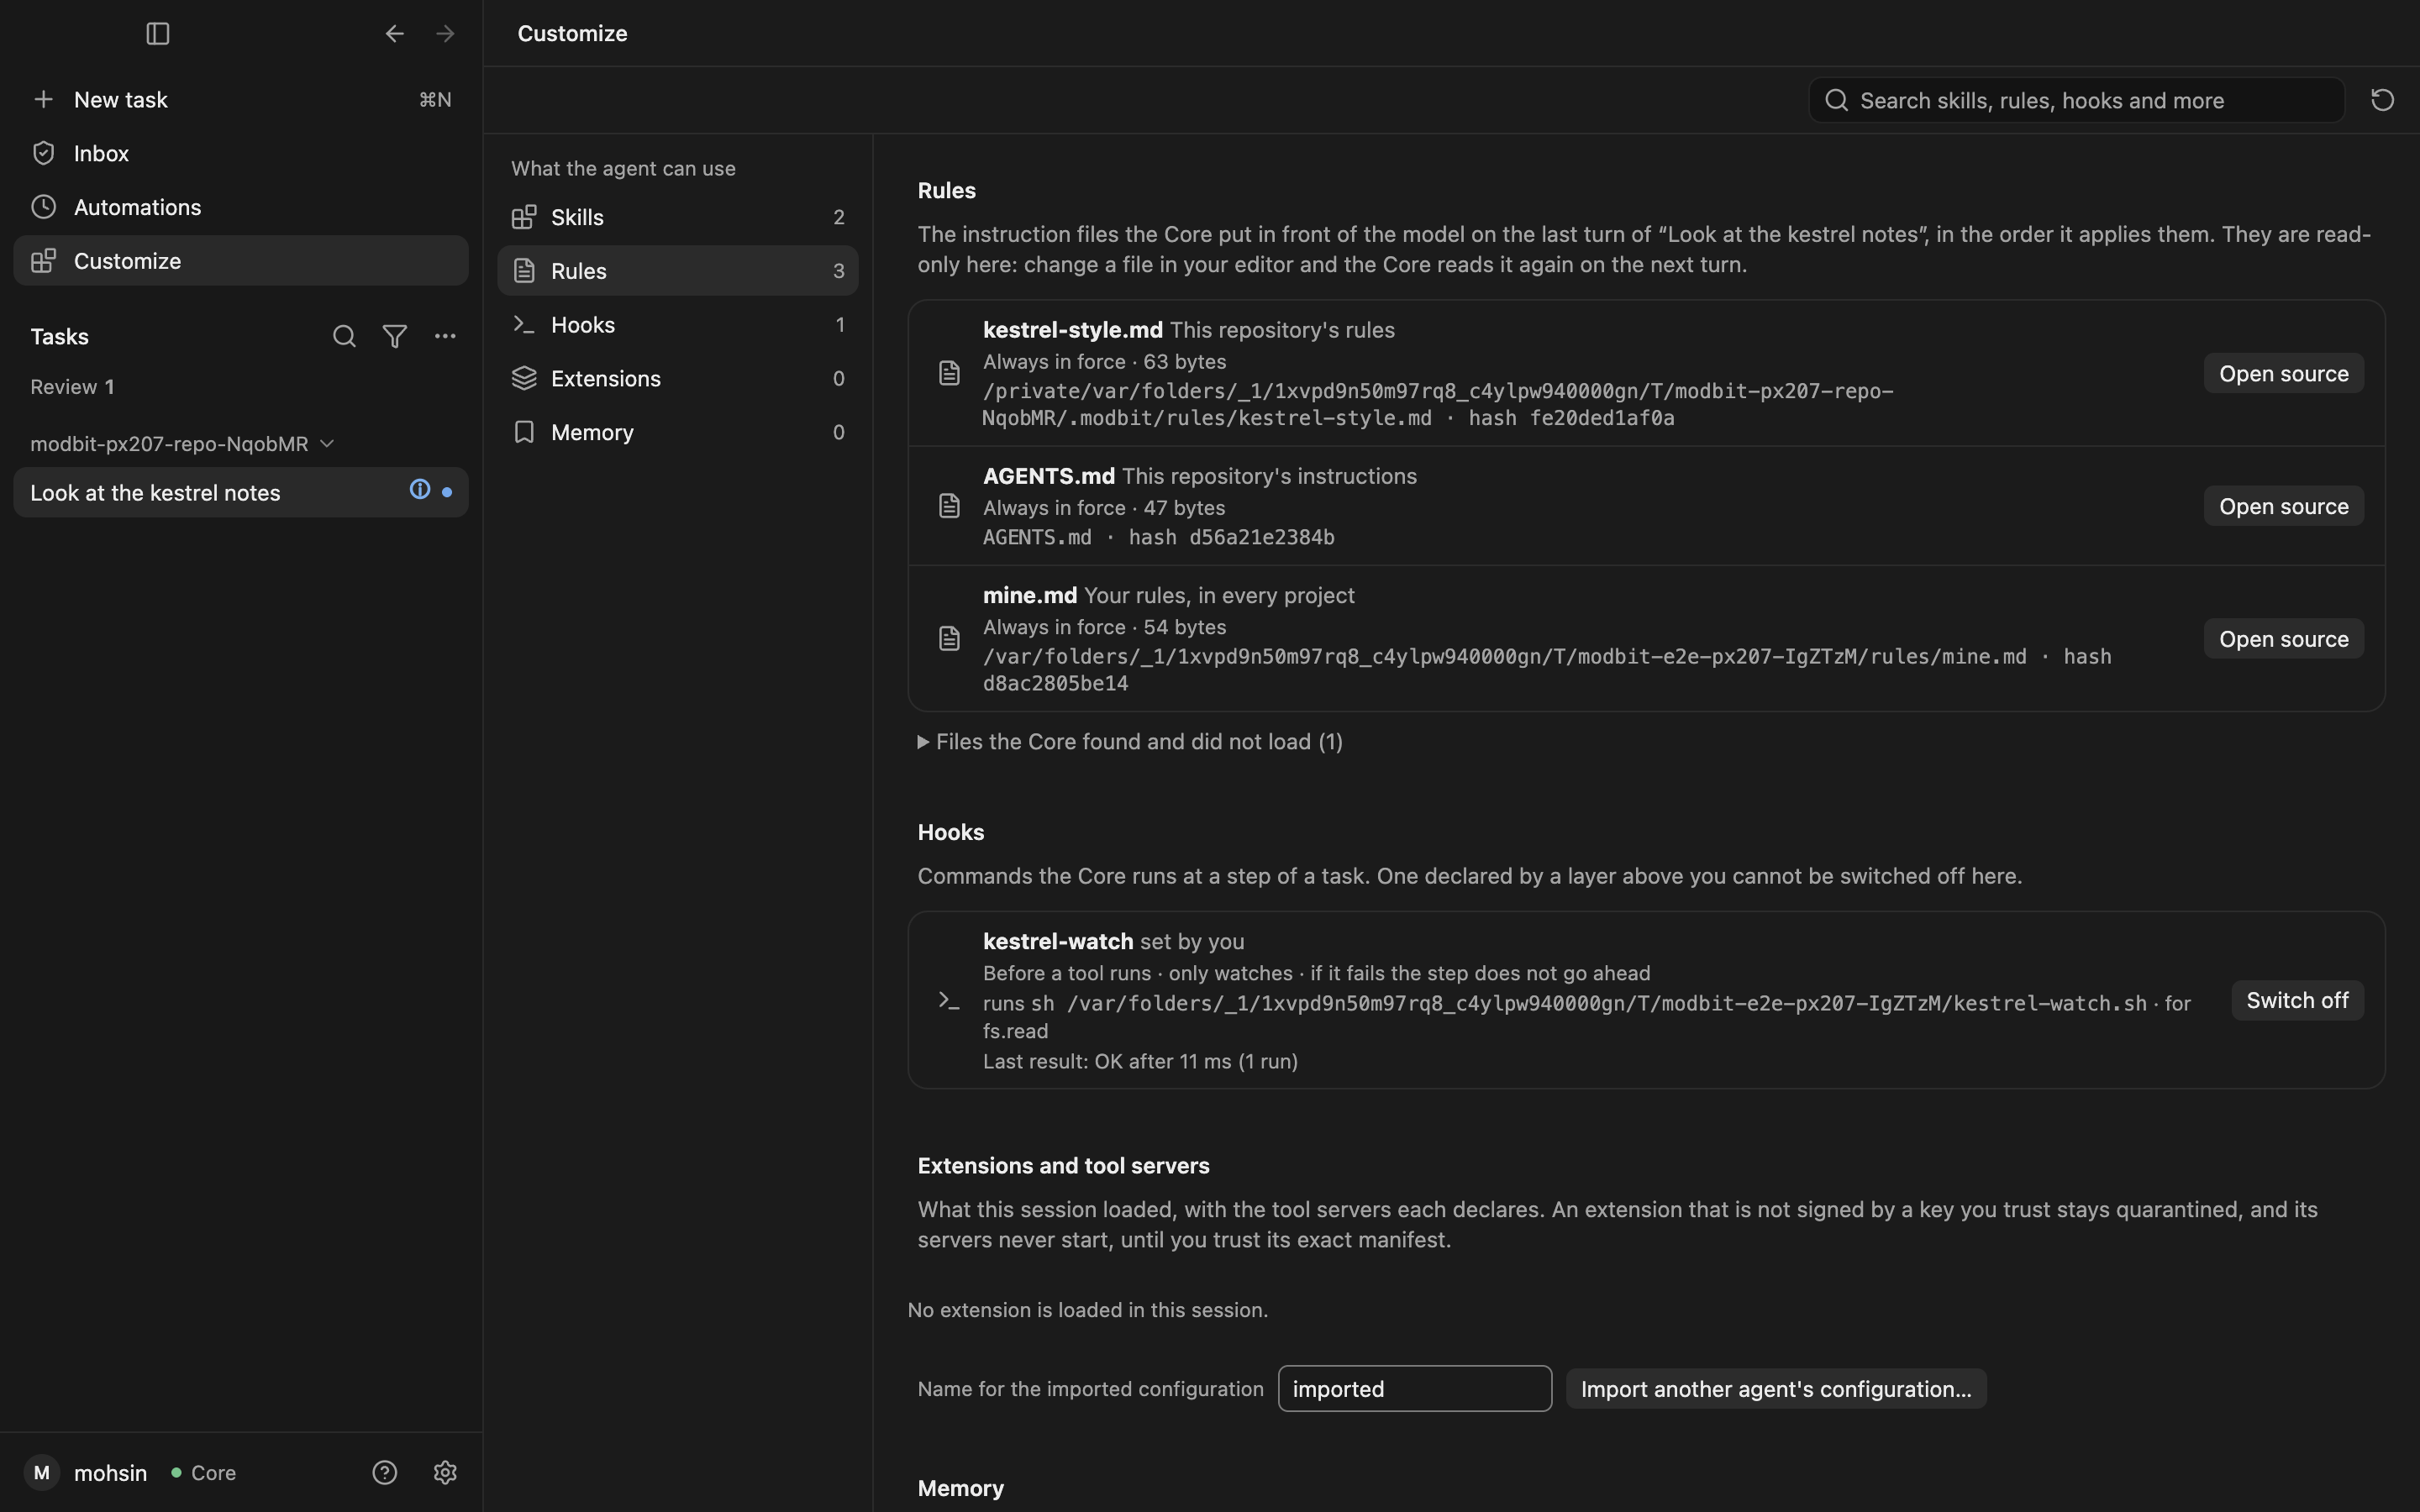 Customize
New task ⌘N
Inbox
Automations
Customize
Tasks
Review 1
modbit-px207-repo-NqobMR
Look at the kestrel notes
M mohsin Core
Search skills, rules, hooks and more
What the agent can use
Skills 2
Rules 3
Hooks 1
Extensions 0
Memory 0
Rules
The instruction files the Core put in front of the model on the last turn of “Look at the kestrel notes”, in the order it applies them. They are read-
only here: change a file in your editor and the Core reads it again on the next turn.
kestrel-style.md This repository's rules
Always in force · 63 bytes
/private/var/folders/_1/1xvpd9n50m97rq8_c4ylpw940000gn/T/modbit-px207-repo-
NqobMR/.modbit/rules/kestrel-style.md · hash fe20ded1af0a
Open source
AGENTS.md This repository's instructions
Always in force · 47 bytes
AGENTS.md · hash d56a21e2384b
Open source
mine.md Your rules, in every project
Always in force · 54 bytes
/var/folders/_1/1xvpd9n50m97rq8_c4ylpw940000gn/T/modbit-e2e-px207-IgZTzM/rules/mine.md · hash
d8ac2805be14
Open source
Files the Core found and did not load (1)
Hooks
Commands the Core runs at a step of a task. One declared by a layer above you cannot be switched off here.
kestrel-watch set by you
Before a tool runs · only watches · if it fails the step does not go ahead
runs sh /var/folders/_1/1xvpd9n50m97rq8_c4ylpw940000gn/T/modbit-e2e-px207-IgZTzM/kestrel-watch.sh · for
fs.read
Last result: OK after 11 ms (1 run)
Switch off
Extensions and tool servers
What this session loaded, with the tool servers each declares. An extension that is not signed by a key you trust stays quarantined, and its
servers never start, until you trust its exact manifest.
No extension is loaded in this session.
Name for the imported configuration imported Import another agent's configuration...
Memory